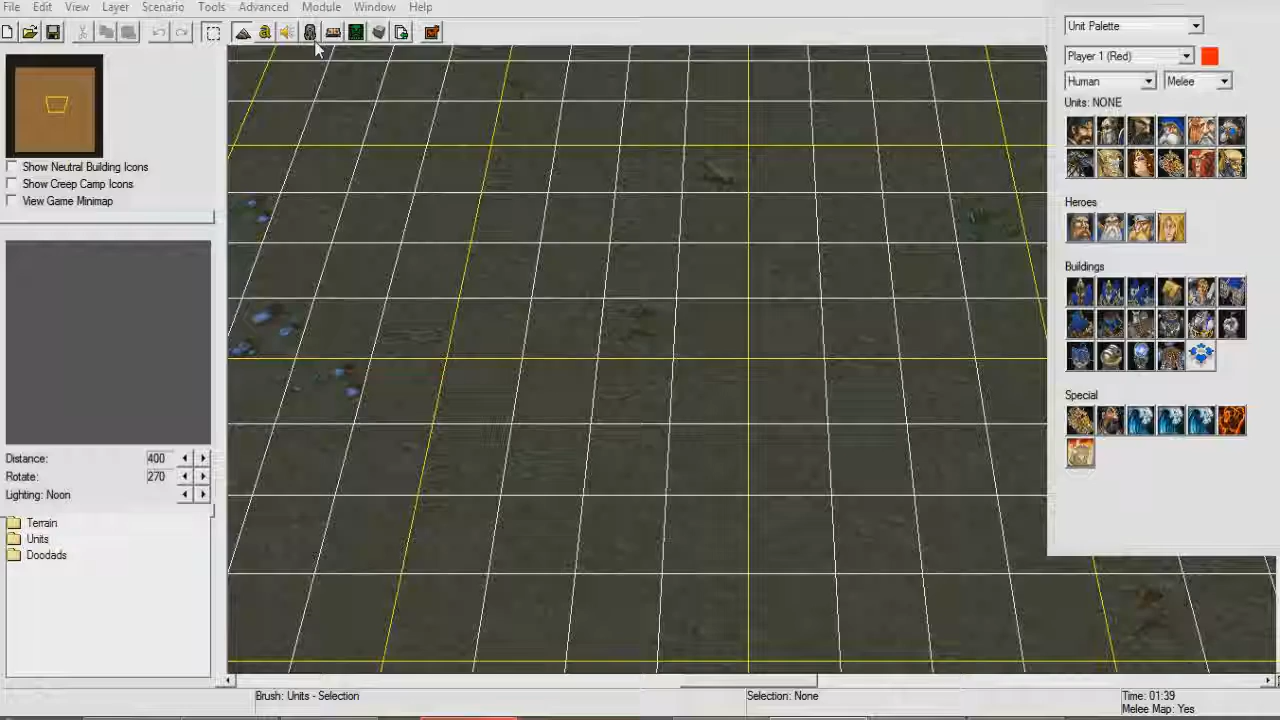 File Edit View Layer Scenario Tools Advanced Module Window Help
Unit Palette
Player 1 (Red)
Human Melee
Units: NONE
Heroes
Buildings
Special
Show Neutral Building Icons
Show Creep Camp Icons
View Game Minimap
Distance: 400
Rotate: 270
Lighting: Noon
Terrain
Units
Doodads
Brush: Units - Selection
Selection: None
Time: 01:39
Melee Map: Yes